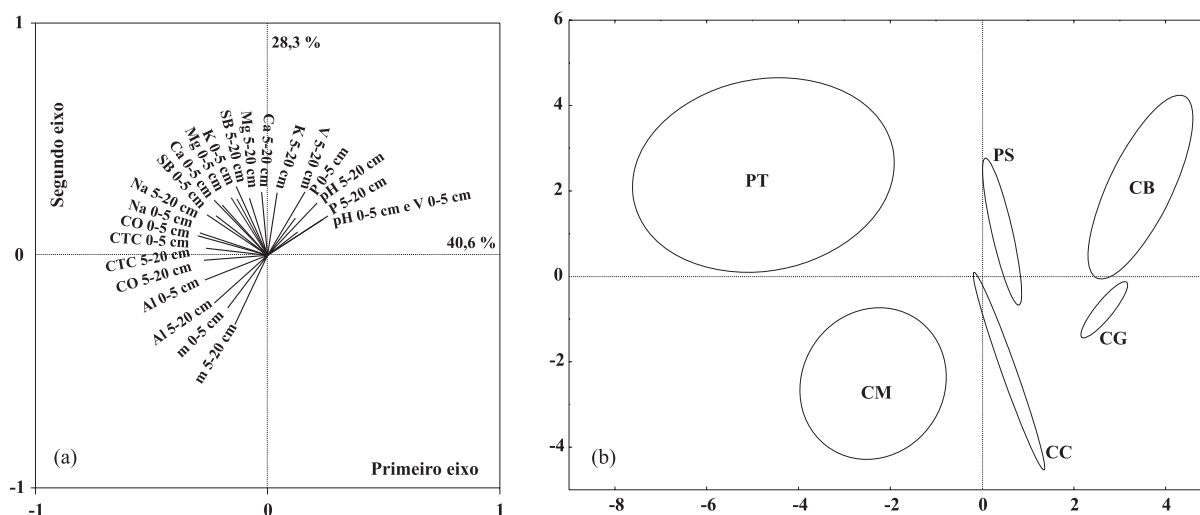 1
28,3 %
Segundo eixo
SB 0-5 cm
Ca 0-5 cm
Mg 0-5 cm
K 0-5 cm
SB 5-20 cm
Mg 5-20 cm
Ca 5-20 cm
K 5-20 cm
V 5-20 cm
P 0-5 cm
pH 5-20 cm
P 5-20 cm
pH 0-5 cm e V 0-5 cm
Na 5-20 cm
Na 0-5 cm
CO 0-5 cm
CTC 0-5 cm
CTC 5-20 cm
CO 5-20 cm
Al 0-5 cm
Al 5-20 cm
m 0-5 cm
m 5-20 cm
40,6 %
0
(a)
Primeiro eixo
-1
-1 0 1
6
4
2
0
-2
-4
PT
PS
CB
CG
CM
CC
(b)
-8 -6 -4 -2 0 2 4